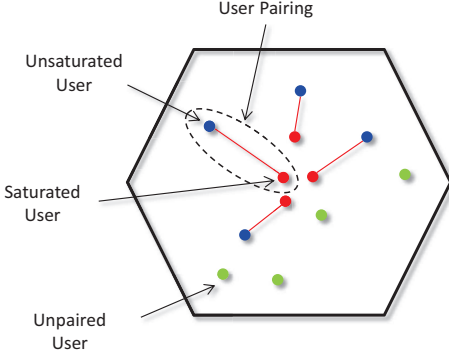 User Pairing
Unsaturated
User
Saturated
User
Unpaired
User